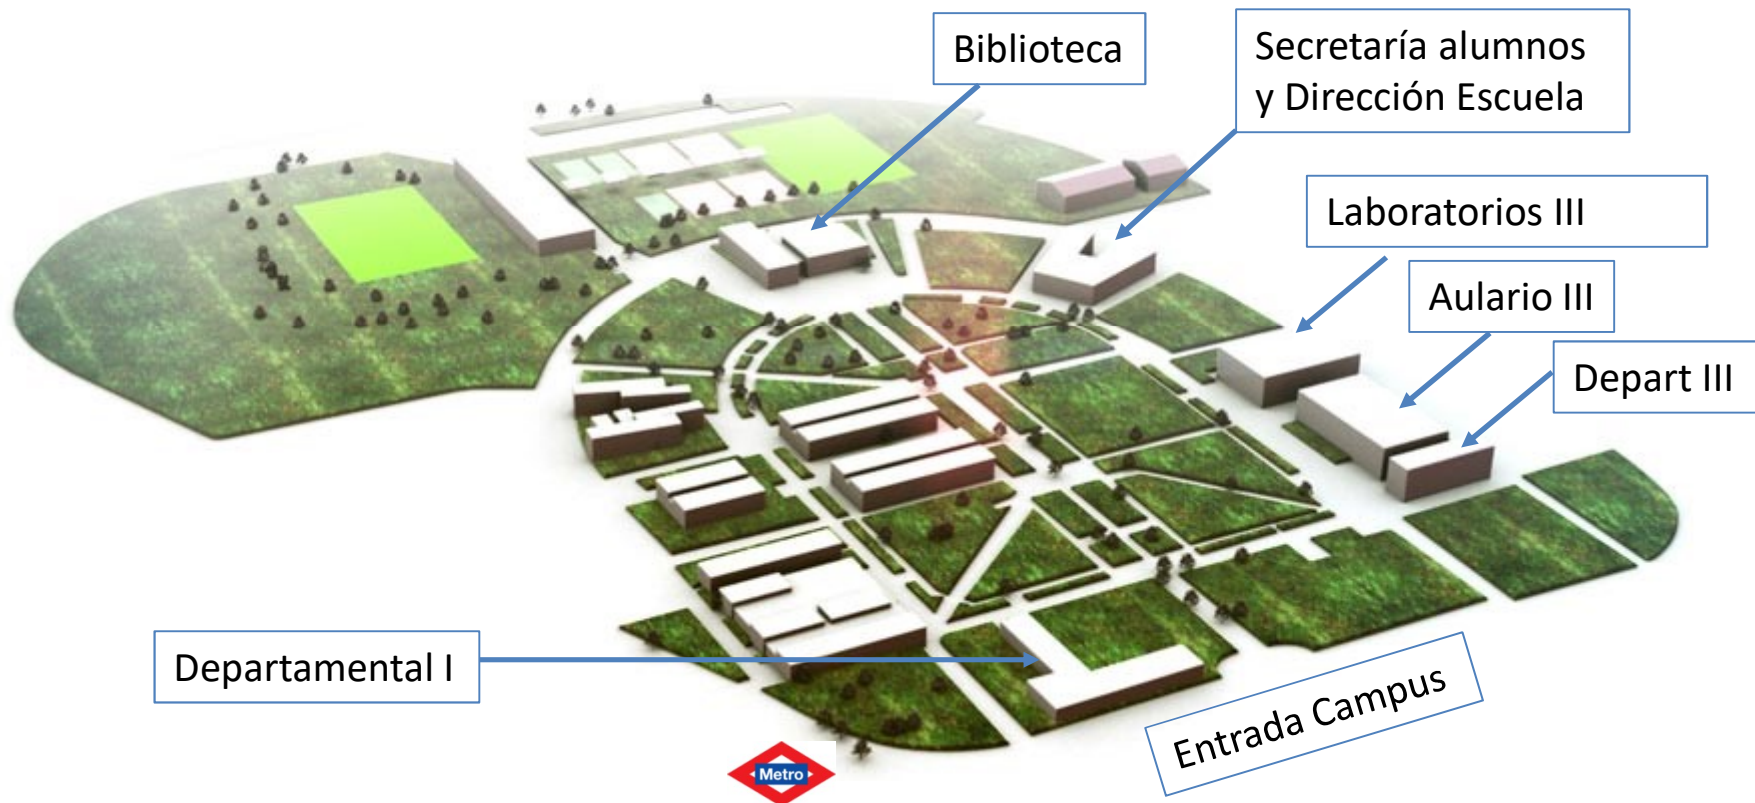 Biblioteca
Secretaría alumnos
y Dirección Escuela
Laboratorios III
Aulario III
Depart III
Departamental I
Entrada Campus
Metro